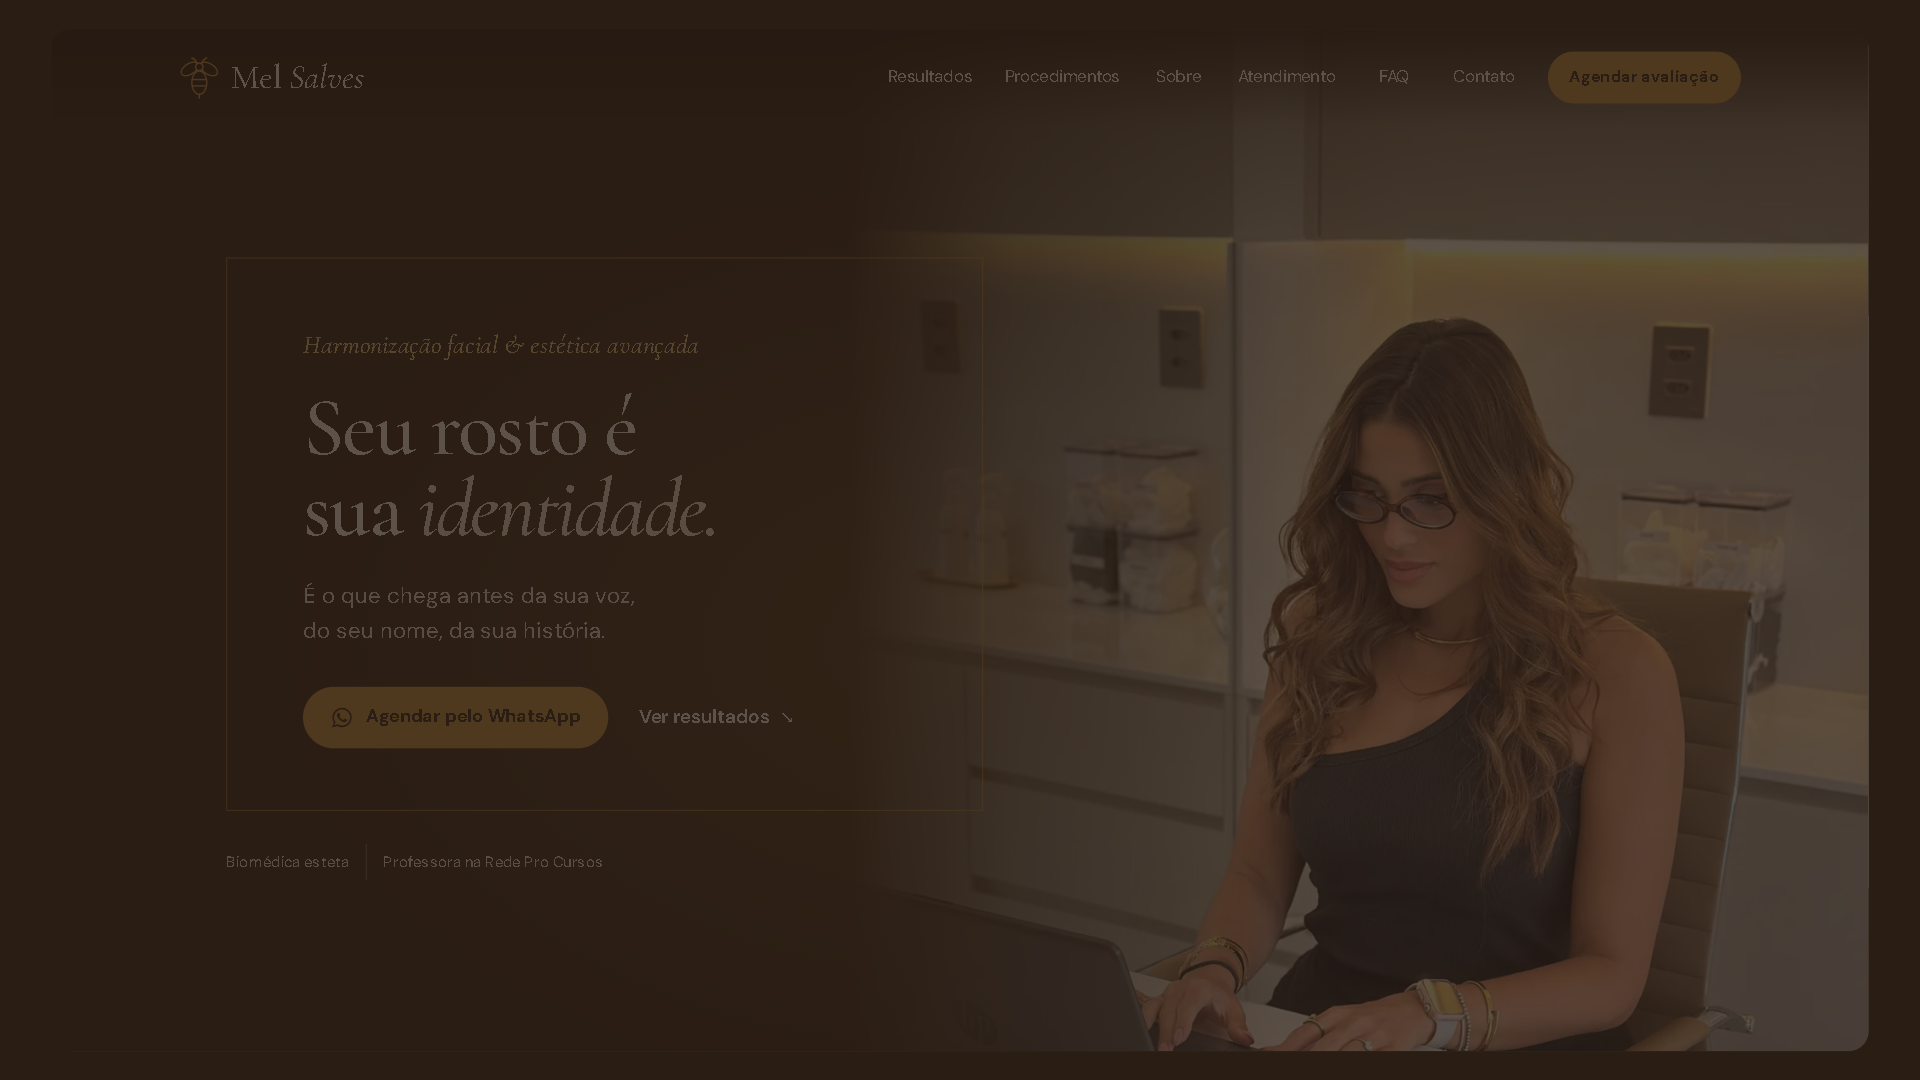 Mel Salves
Resultados
Procedimentos
Sobre
Atendimento
FAQ
Contato
Agendar avaliação
Harmonização facial & estética avançada
Seu rosto é
sua identidade.
É o que chega antes da sua voz,
do seu nome, da sua história.
Agendar pelo WhatsApp
Ver resultados ↘
Biomédica esteta
Professora na Rede Pro Cursos